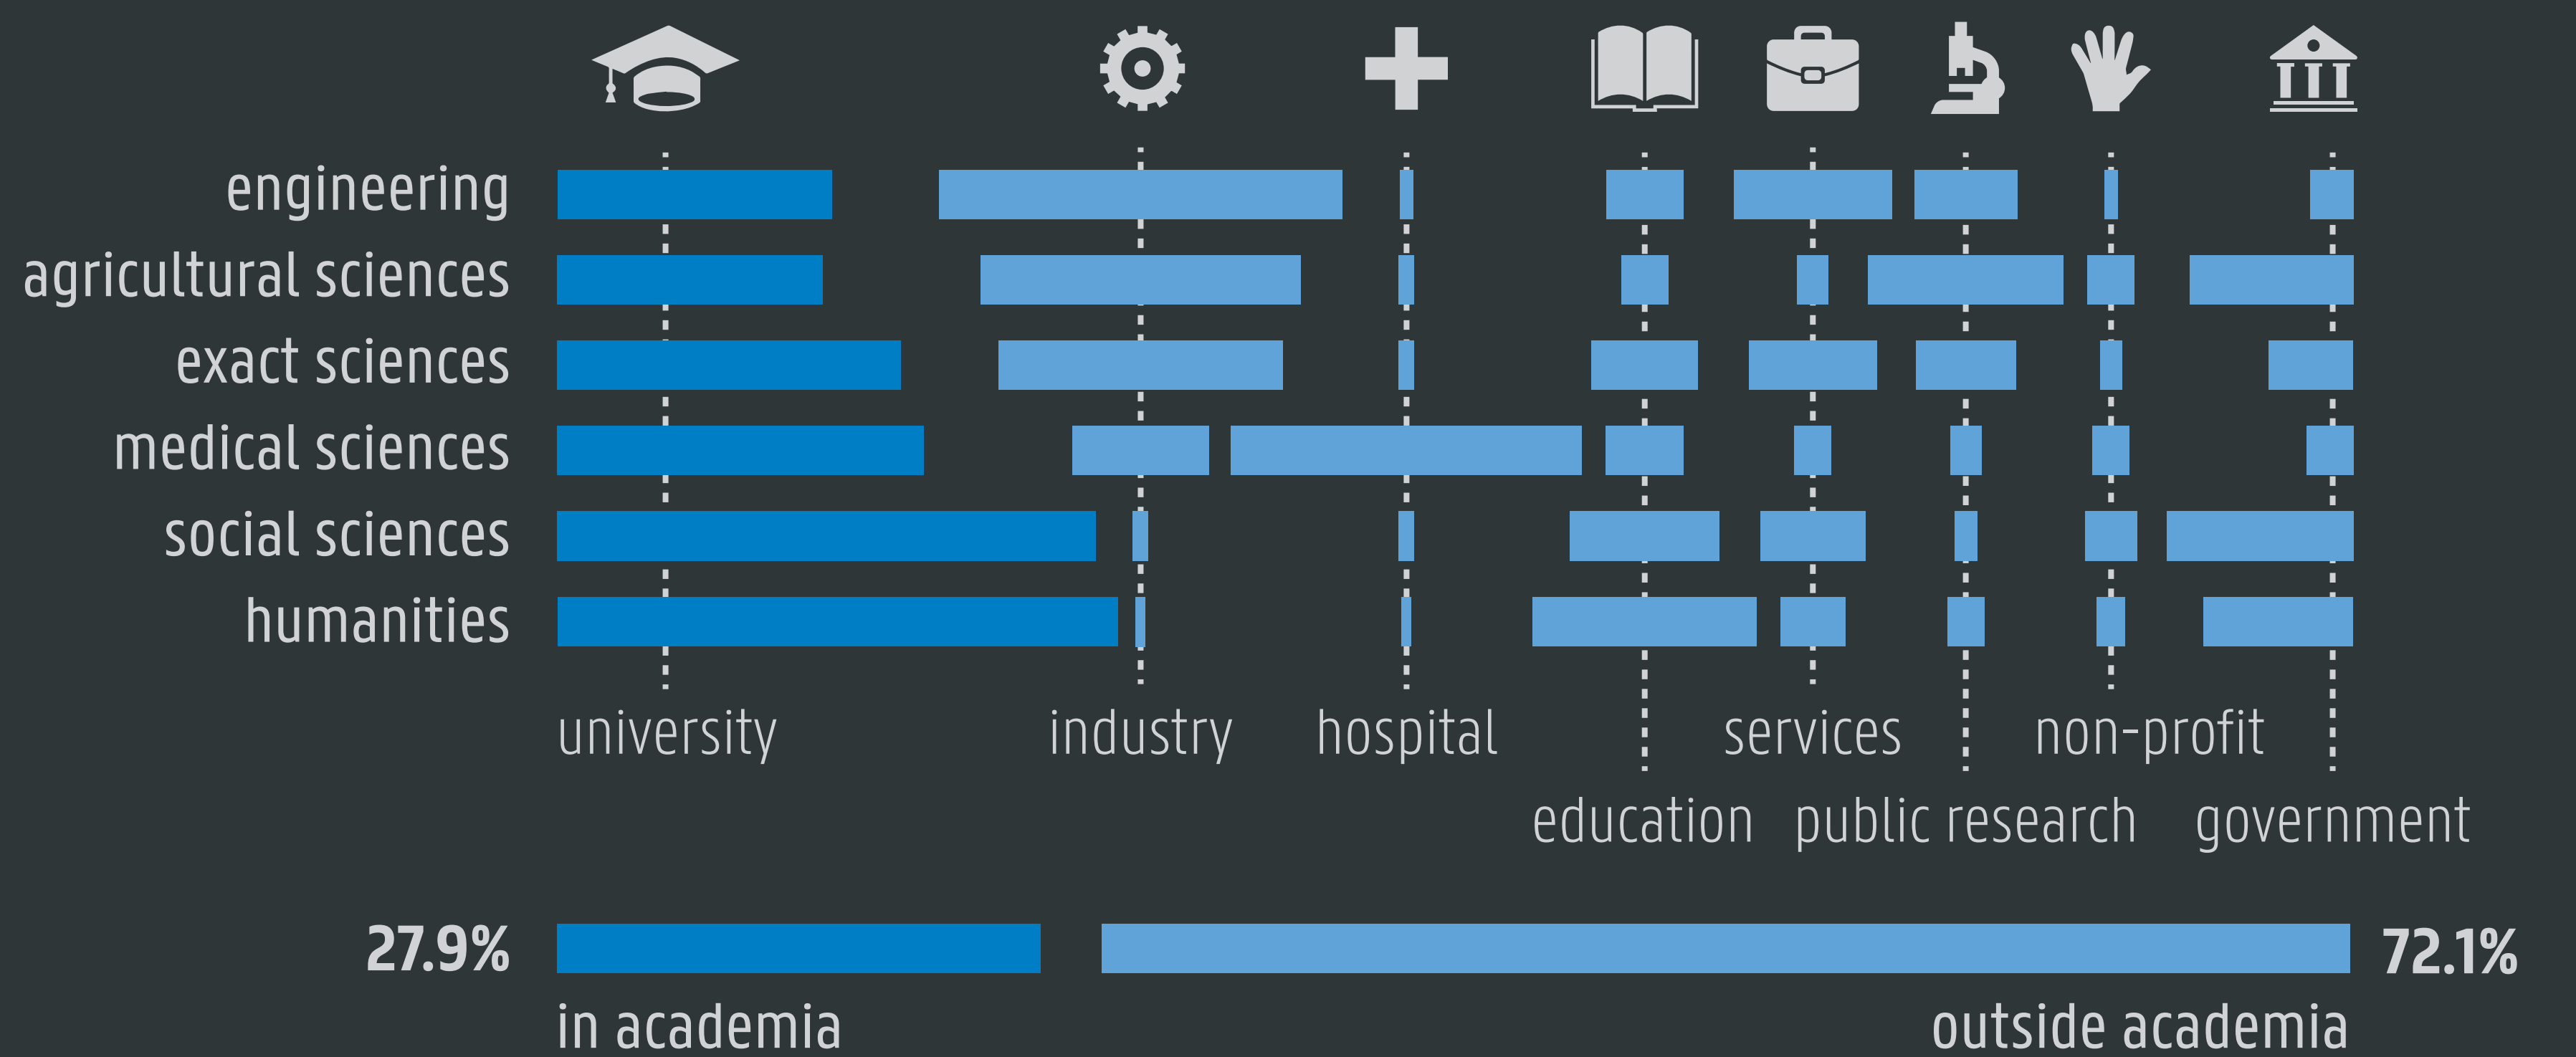 engineering
agricultural sciences
exact sciences
medical sciences
social sciences
humanities
university industry hospital services non-profit
education public research government
27.9% 72.1%
in academia outside academia